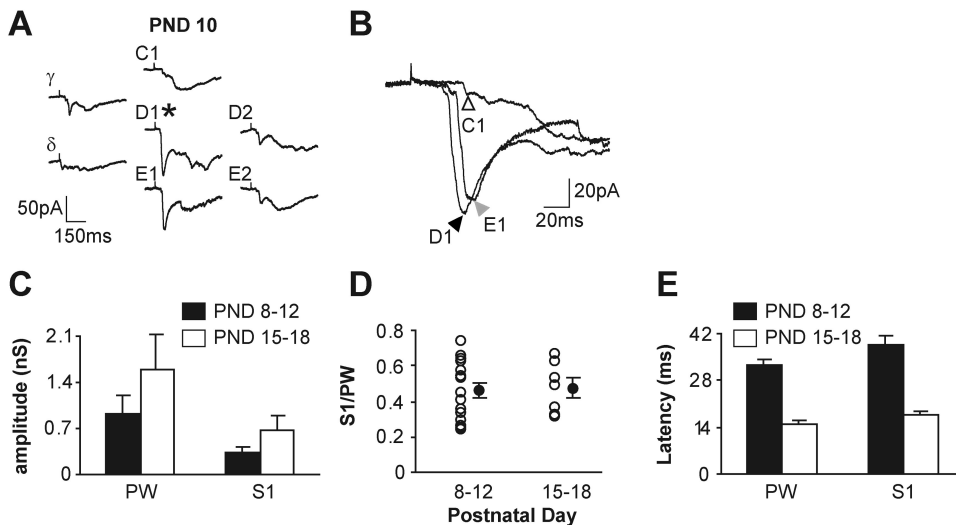 A
PND 10
C1
γ
D1*
D2
δ
E1
E2
50pA
150ms
B
C1
D1
E1
20pA
20ms
C
PND 8-12
PND 15-18
amplitude (nS)
2.1
1.4
0.7
0
PW
S1
D
S1/PW
0.8
0.6
0.4
0.2
0
8-12
15-18
Postnatal Day
E
PND 8-12
PND 15-18
Latency (ms)
42
28
14
0
PW
S1